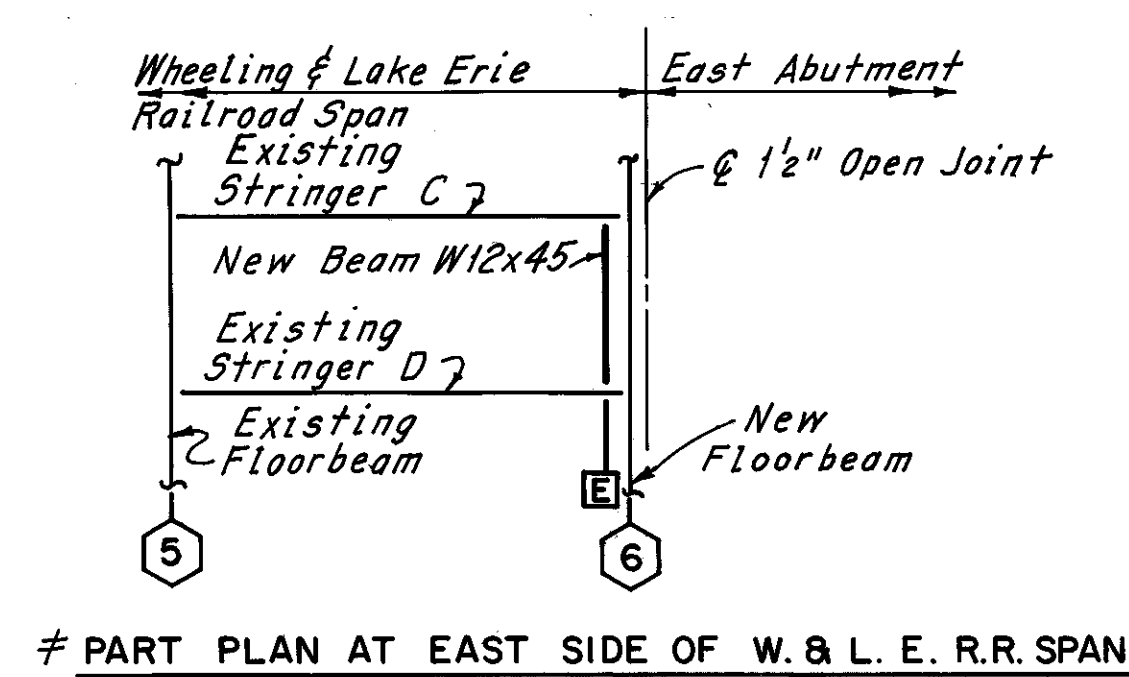 Wheeling & Lake Erie
Railroad Span
East Abutment
Existing
Stringer C
℄ 1½" Open Joint
New Beam W12x45
Existing
Stringer D
Existing
Floorbeam
New
Floorbeam
E
5
6
≠ PART PLAN AT EAST SIDE OF W. & L. E. R.R. SPAN